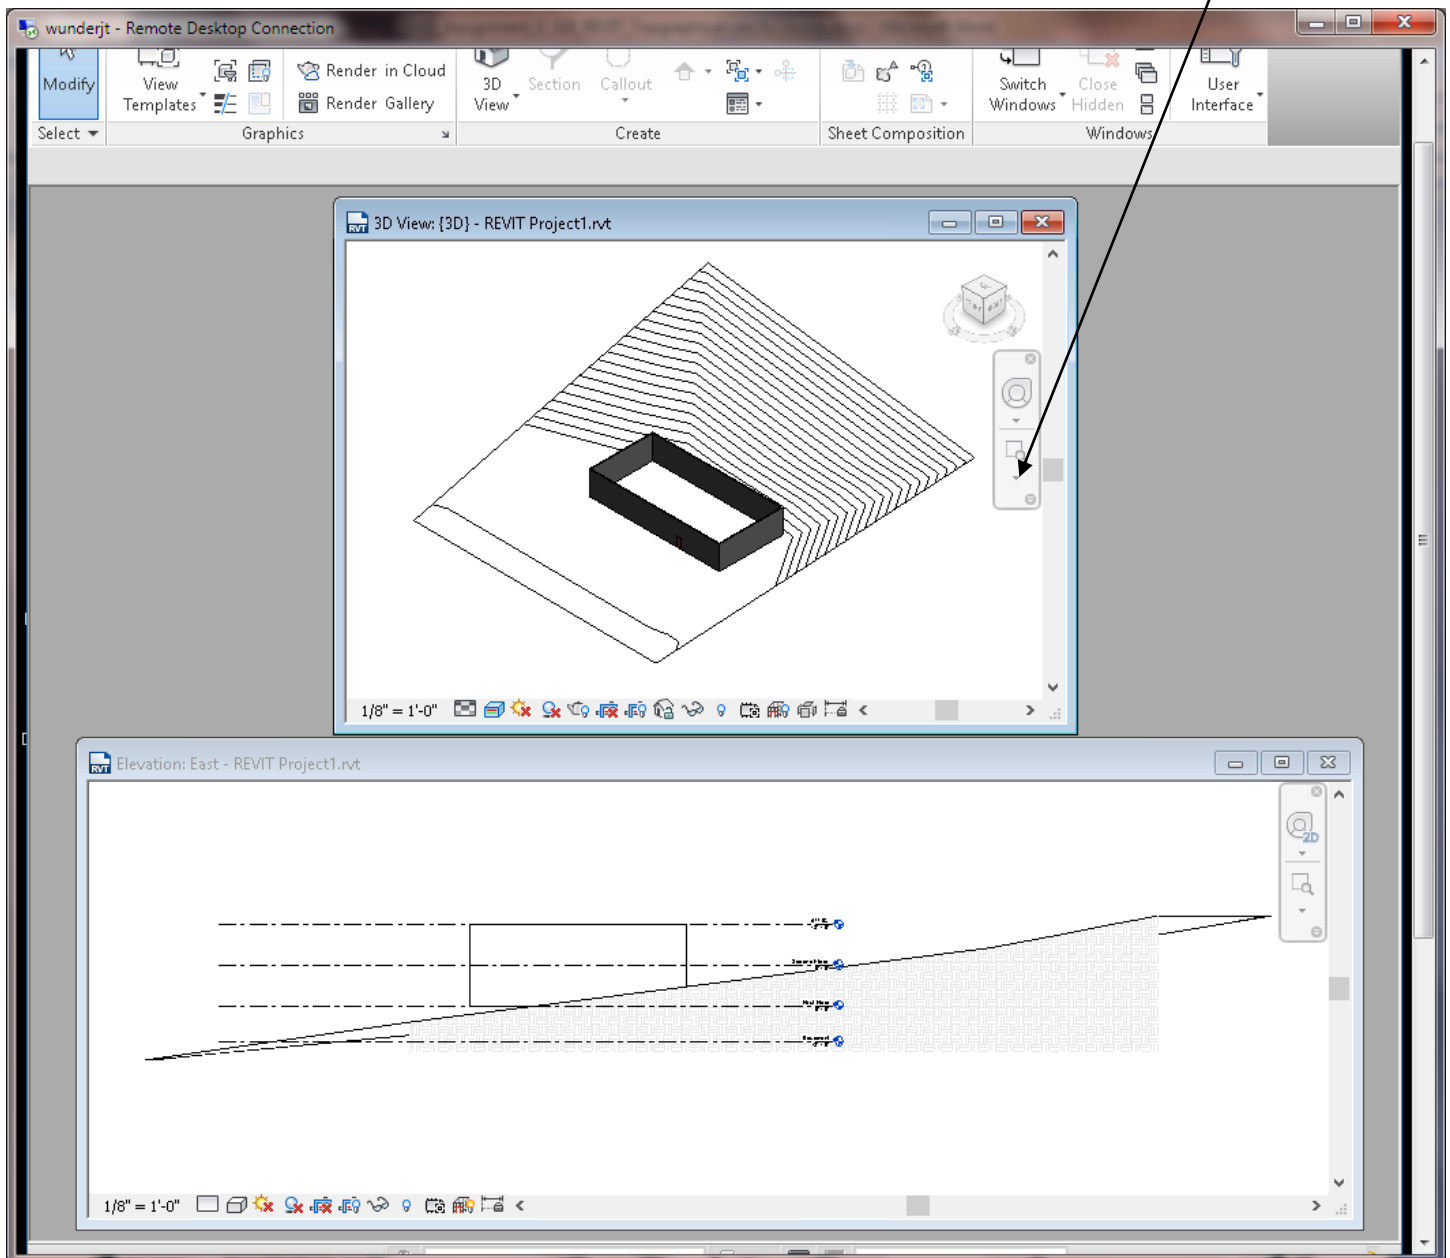 wunderjt - Remote Desktop Connection
Modify
View
Templates
Render in Cloud
Render Gallery
3D
View
Section
Callout
Switch
Windows
Close
Hidden
User
Interface
Select
Graphics
Create
Sheet Composition
Windows
3D View: {3D} - REVIT Project1.rvt
1/8" = 1'-0"
Elevation: East - REVIT Project1.rvt
2D
1/8" = 1'-0"